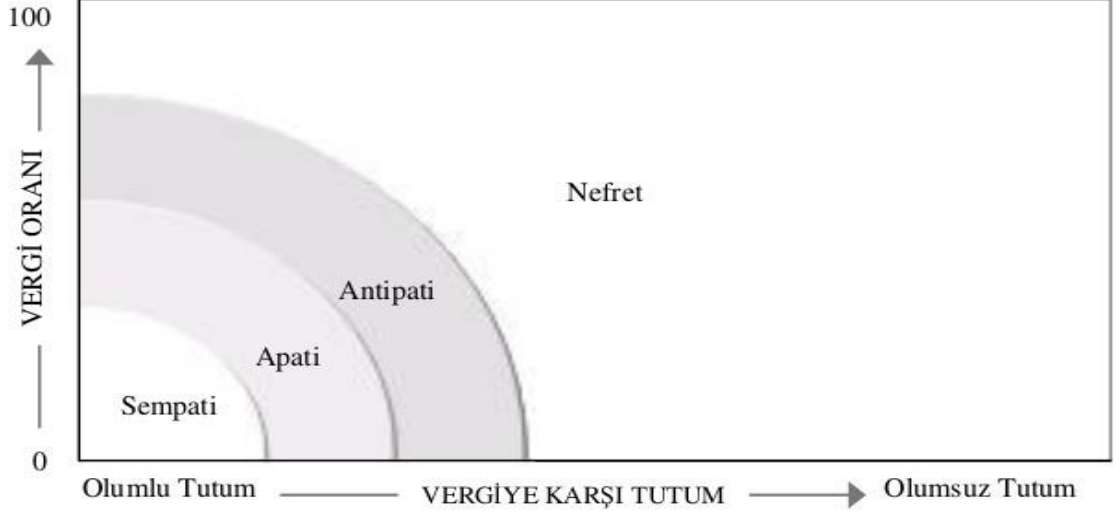 100
VERGİ ORANI
Nefret
Antipati
Apati
Sempati
0
Olumlu Tutum
VERGİYE KARŞI TUTUM
Olumsuz Tutum